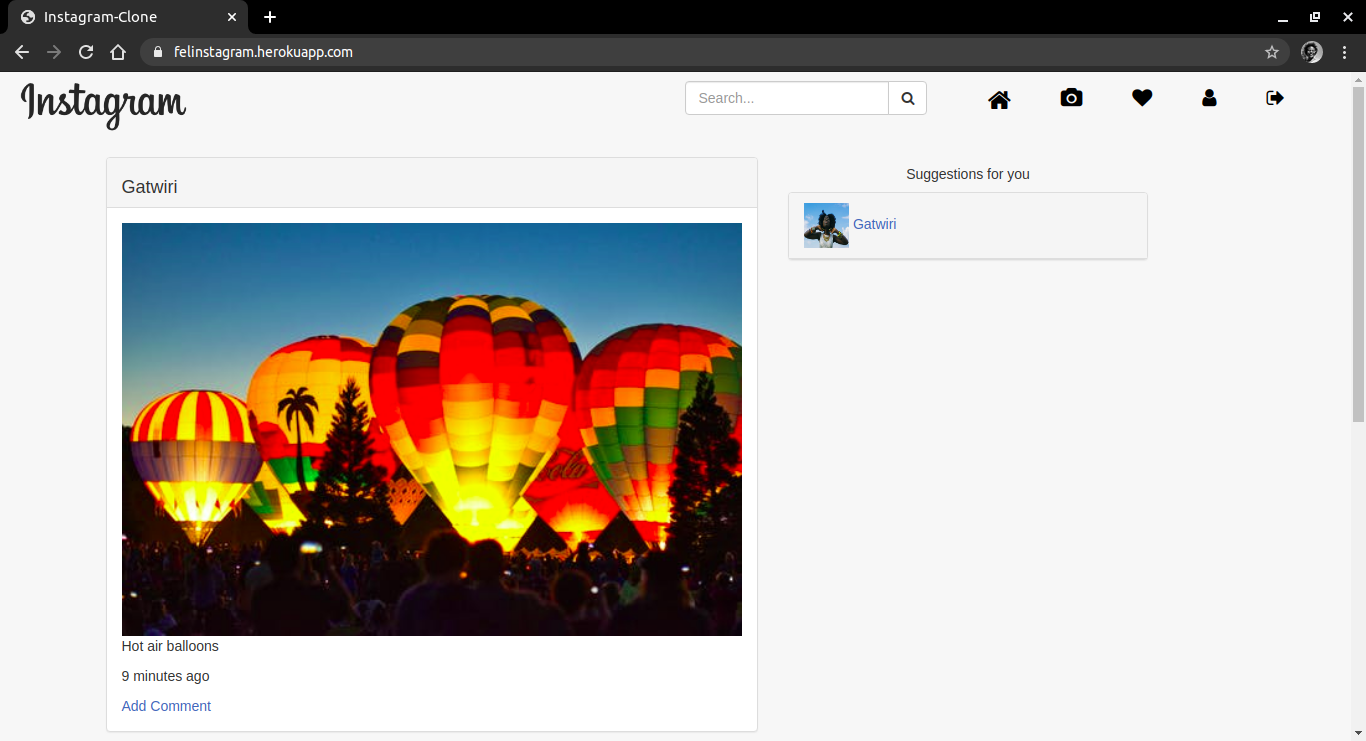 Instagram-Clone
felinstagram.herokuapp.com
Instagram
Search...
Gatwiri
Hot air balloons
9 minutes ago
Add Comment
Suggestions for you
Gatwiri